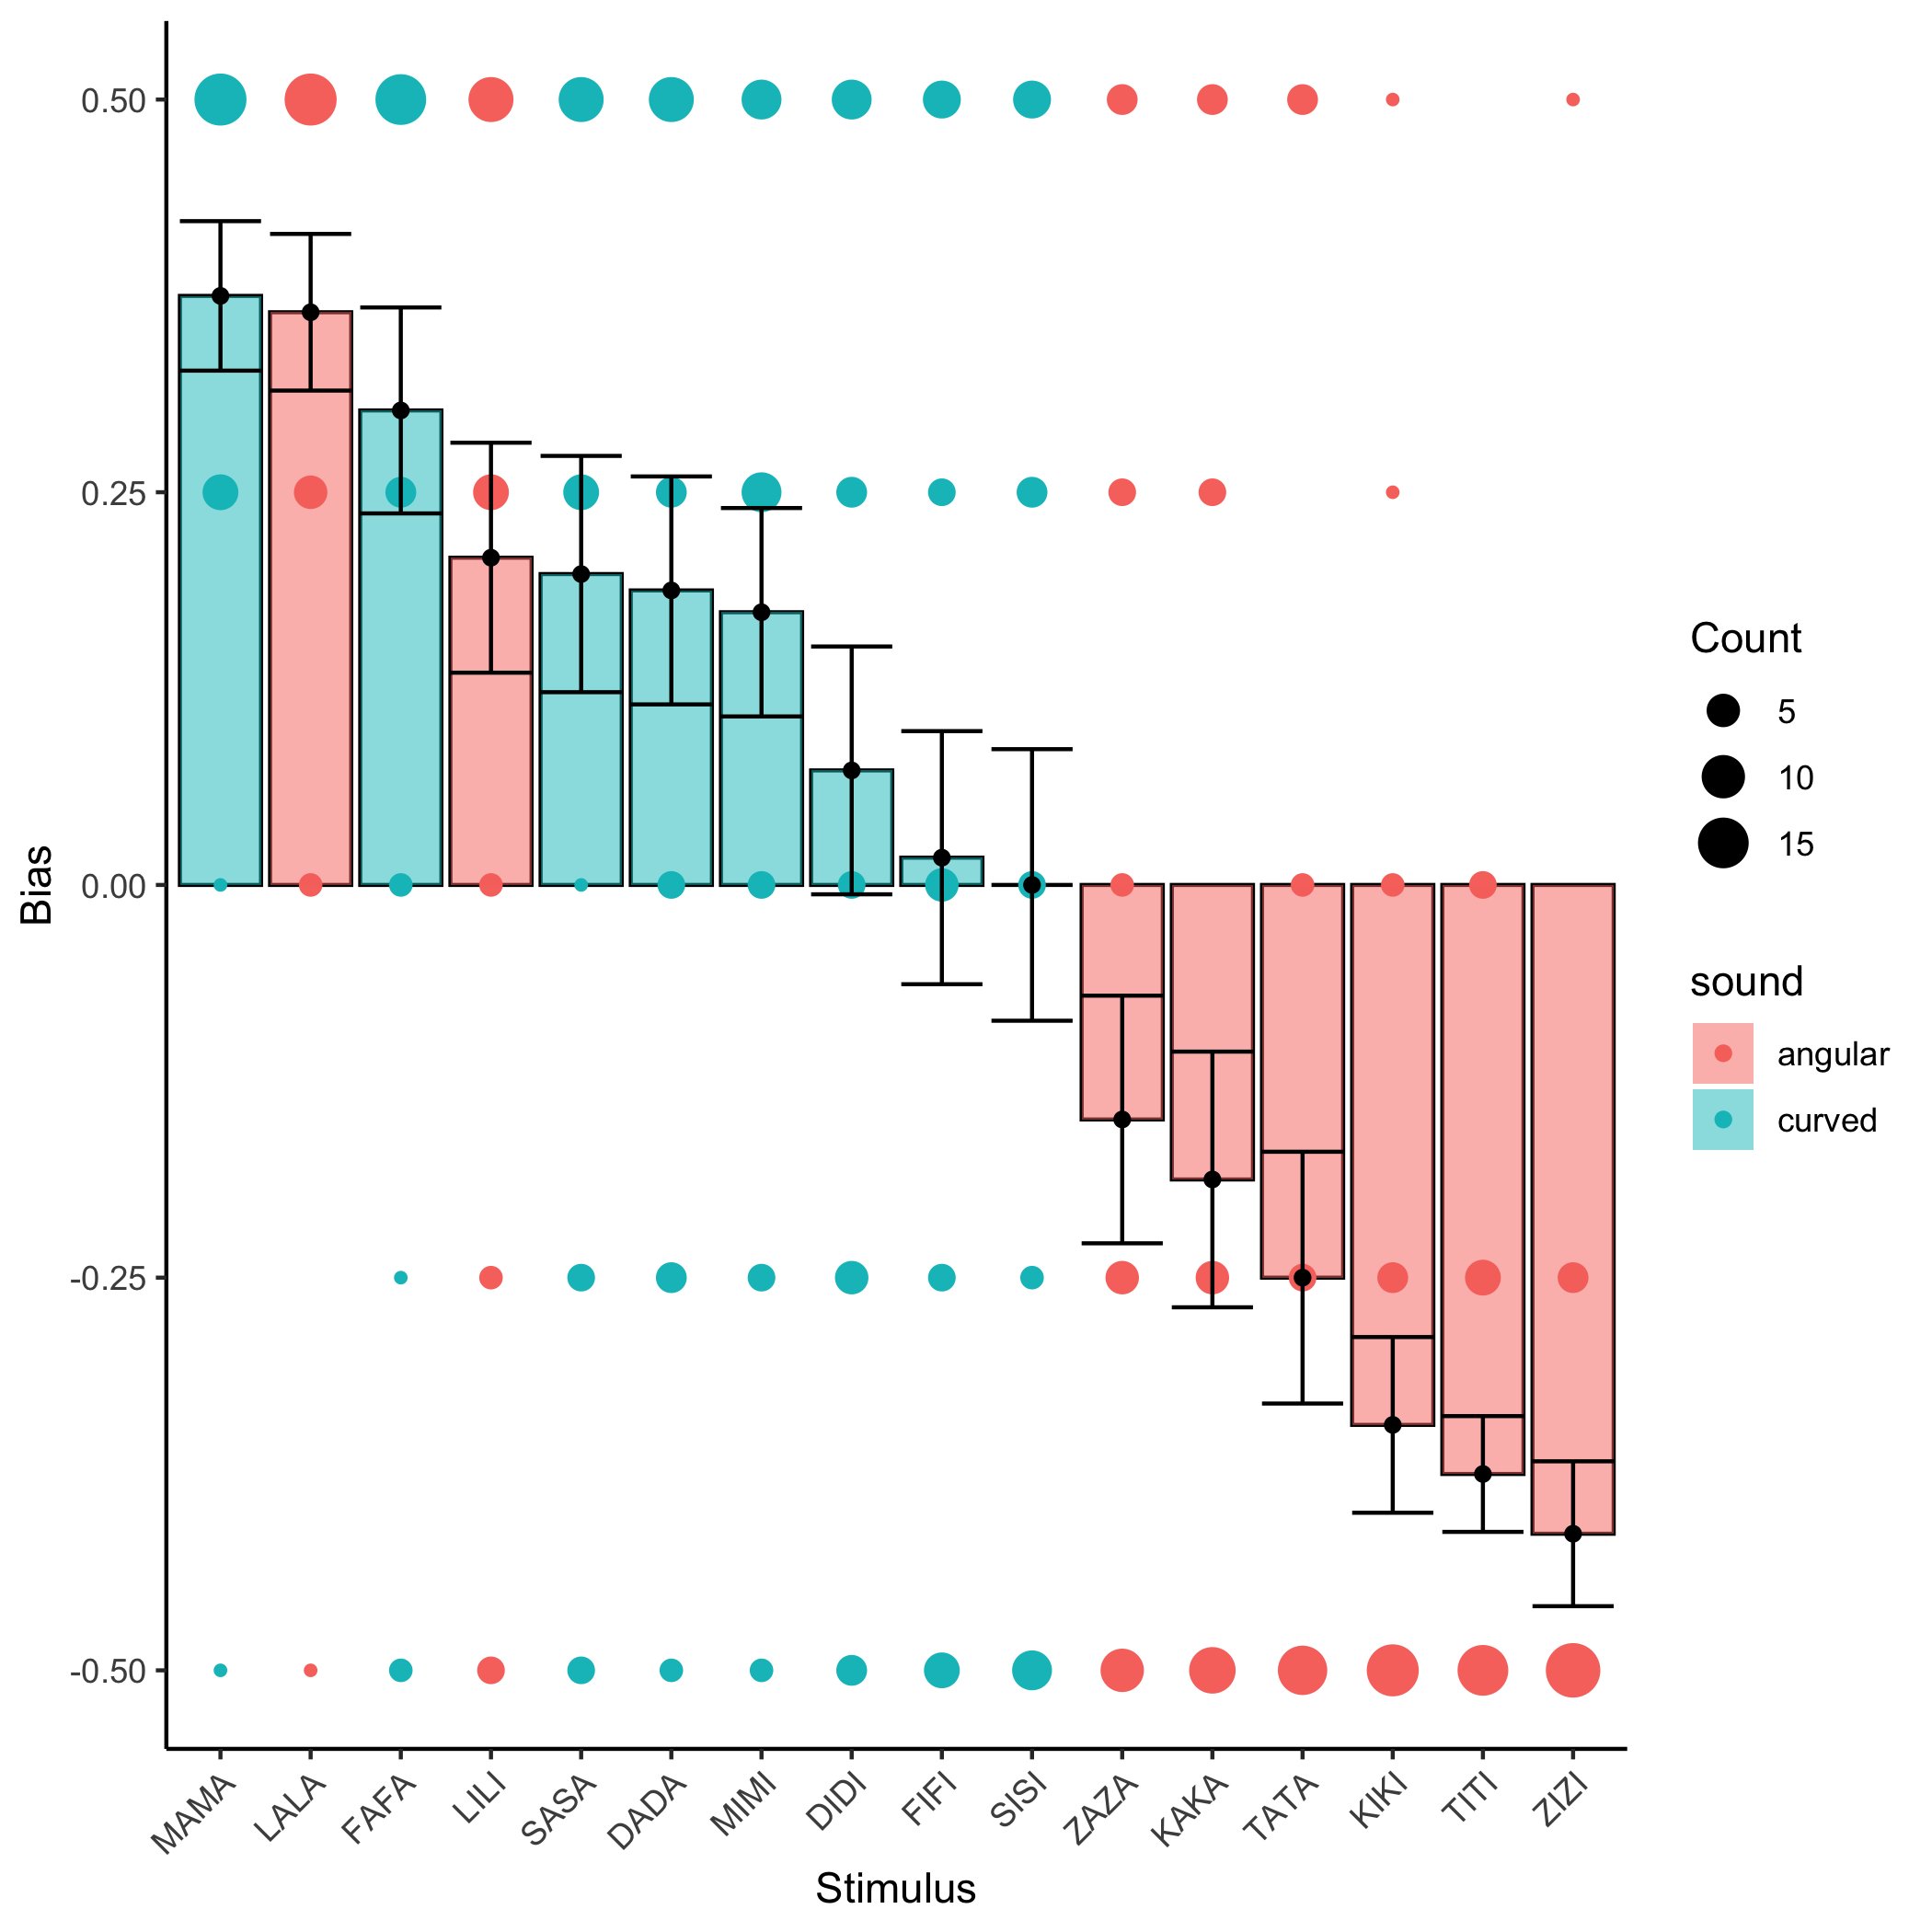 0.50
0.25
0.00
-0.25
-0.50
Bias
MAMA
LALA
FAFA
LILI
SASA
DADA
MIMI
DIDI
FIFI
SISI
ZAZA
KAKA
TATA
KIKI
TITI
ZIZI
Stimulus
Count
5
10
15
sound
angular
curved